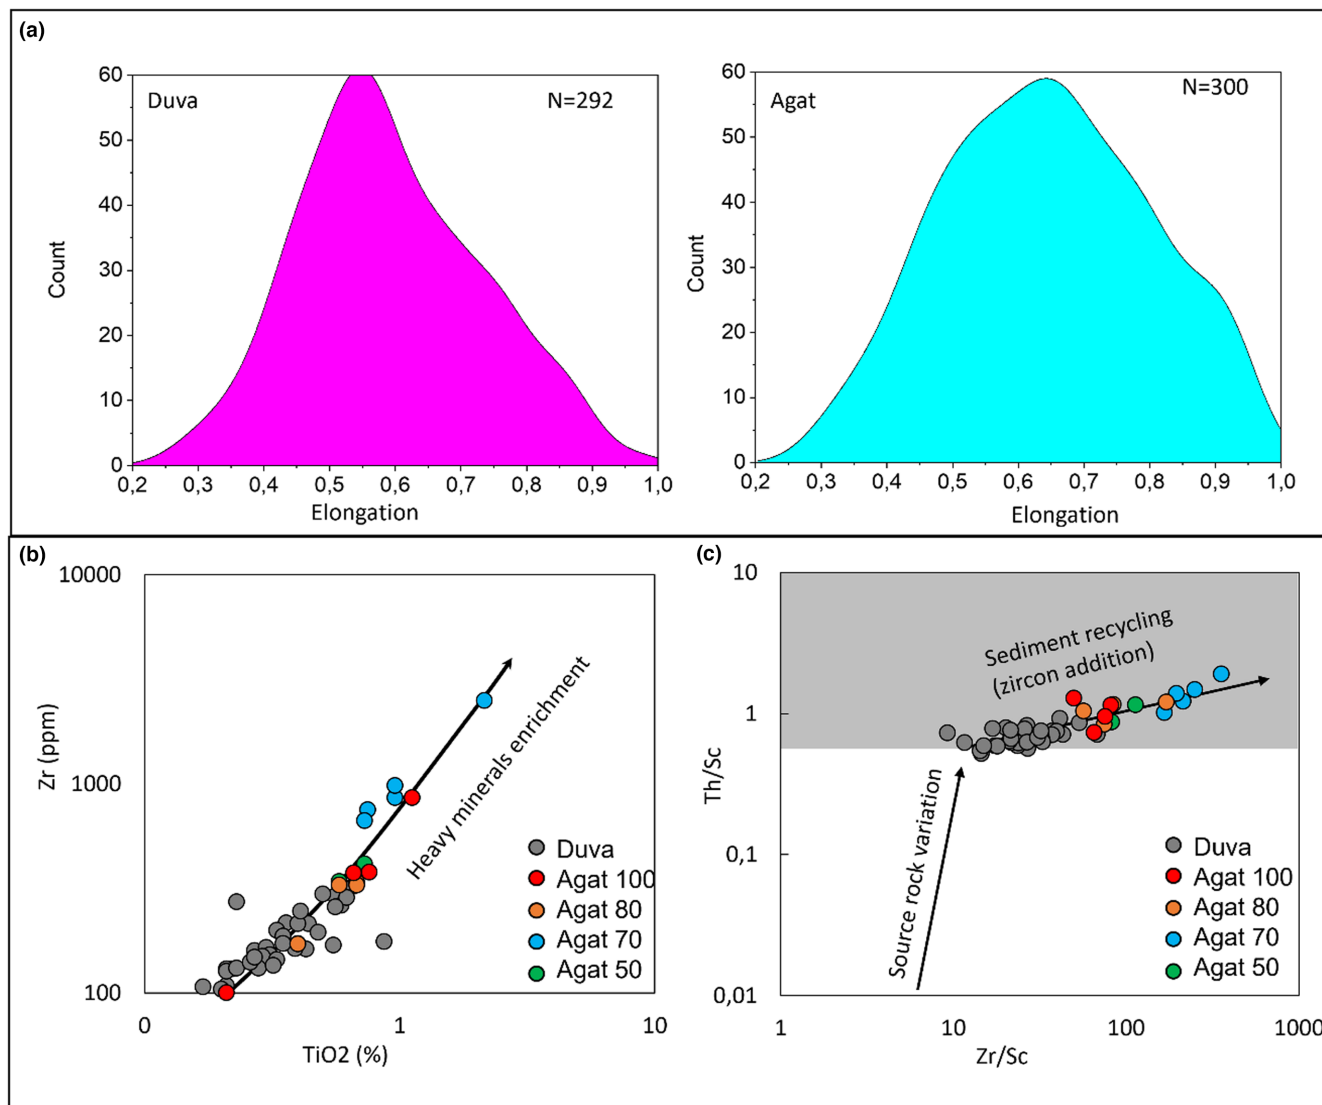 (a)
Duva
N=292
60
50
40
30
20
10
0
Count
0,2 0,3 0,4 0,5 0,6 0,7 0,8 0,9 1,0
Elongation
Agat
N=300
60
50
40
30
20
10
0
Count
0,2 0,3 0,4 0,5 0,6 0,7 0,8 0,9 1,0
Elongation
(b)
10000
1000
100
Zr (ppm)
0 1 10
TiO2 (%)
Heavy minerals enrichment
Duva
Agat 100
Agat 80
Agat 70
Agat 50
(c)
10
1
0,1
0,01
Th/Sc
1 10 100 1000
Zr/Sc
Sediment recycling
(zircon addition)
Source rock variation
Duva
Agat 100
Agat 80
Agat 70
Agat 50